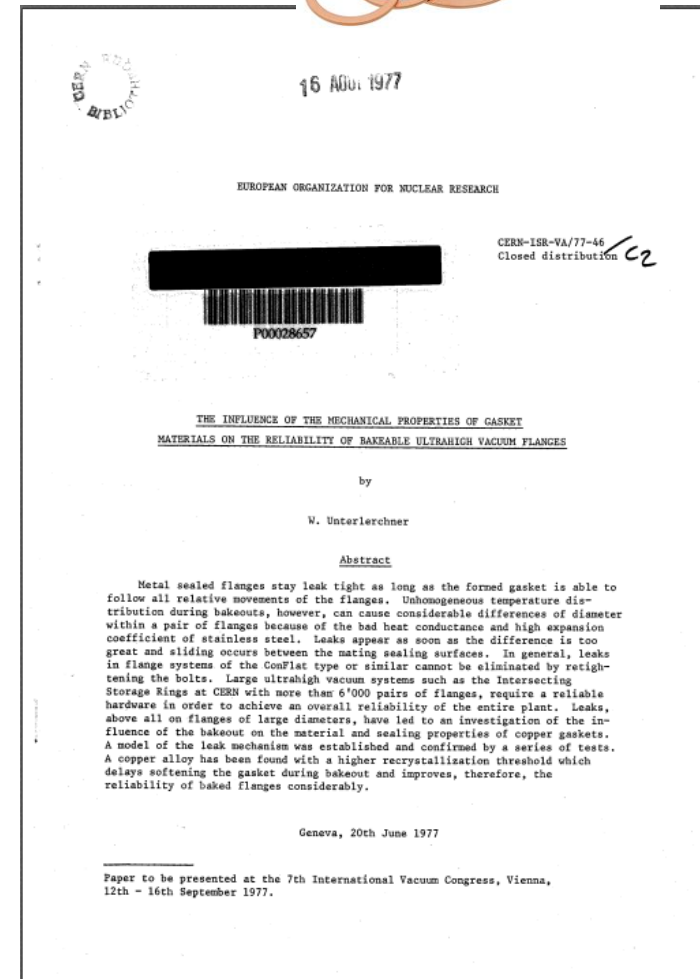 CERN
BIBLIOT
16 AOUT 1977
EUROPEAN ORGANIZATION FOR NUCLEAR RESEARCH
CERN-ISR-VA/77-46
Closed distribution C2
P00028657
THE INFLUENCE OF THE MECHANICAL PROPERTIES OF GASKET
MATERIALS ON THE RELIABILITY OF BAKEABLE ULTRAHIGH VACUUM FLANGES
by
W. Unterlerchner
Abstract
Metal sealed flanges stay leak tight as long as the formed gasket is able to
follow all relative movements of the flanges. Unhomogeneous temperature dis-
tribution during bakeouts, however, can cause considerable differences of diameter
within a pair of flanges because of the bad heat conductance and high expansion
coefficient of stainless steel. Leaks appear as soon as the difference is too
great and sliding occurs between the mating sealing surfaces. In general, leaks
in flange systems of the ConFlat type or similar cannot be eliminated by retigh-
tening the bolts. Large ultrahigh vacuum systems such as the Intersecting
Storage Rings at CERN with more than 6'000 pairs of flanges, require a reliable
hardware in order to achieve an overall reliability of the entire plant. Leaks,
above all on flanges of large diameters, have led to an investigation of the in-
fluence of the bakeout on the material and sealing properties of copper gaskets.
A model of the leak mechanism was established and confirmed by a series of tests.
A copper alloy has been found with a higher recrystallization threshold which
delays softening the gasket during bakeout and improves, therefore, the
reliability of baked flanges considerably.
Geneva, 20th June 1977
Paper to be presented at the 7th International Vacuum Congress, Vienna,
12th - 16th September 1977.